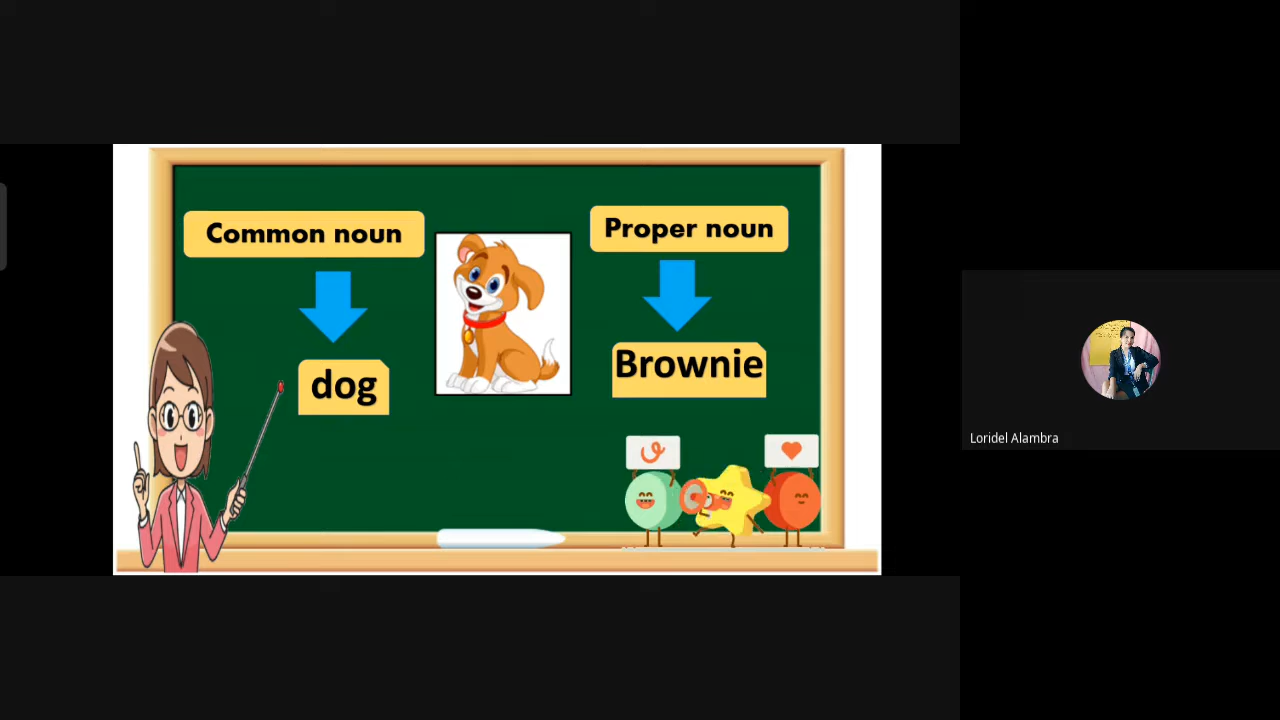 Common noun
Proper noun
dog
Brownie
Loridel Alambra